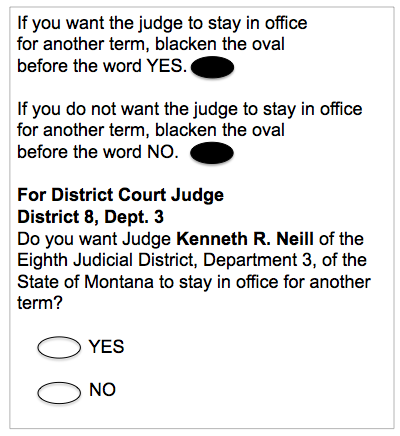 If you want the judge to stay in office
for another term, blacken the oval
before the word YES.
If you do not want the judge to stay in office
for another term, blacken the oval
before the word NO.
For District Court Judge
District 8, Dept. 3
Do you want Judge Kenneth R. Neill of the
Eighth Judicial District, Department 3, of the
State of Montana to stay in office for another
term?
YES
NO